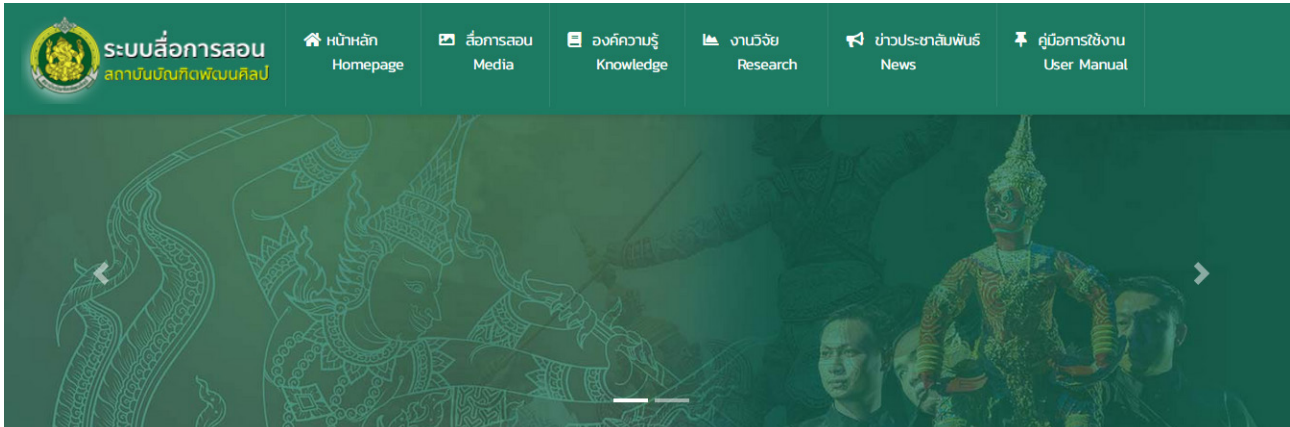 ระบบสื่อการสอน
สถาบันบัณฑิตพัฒนศิลป์
หน้าหลัก
Homepage
สื่อการสอน
Media
องค์ความรู้
Knowledge
งานวิจัย
Research
ข่าวประชาสัมพันธ์
News
คู่มือการใช้งาน
User Manual